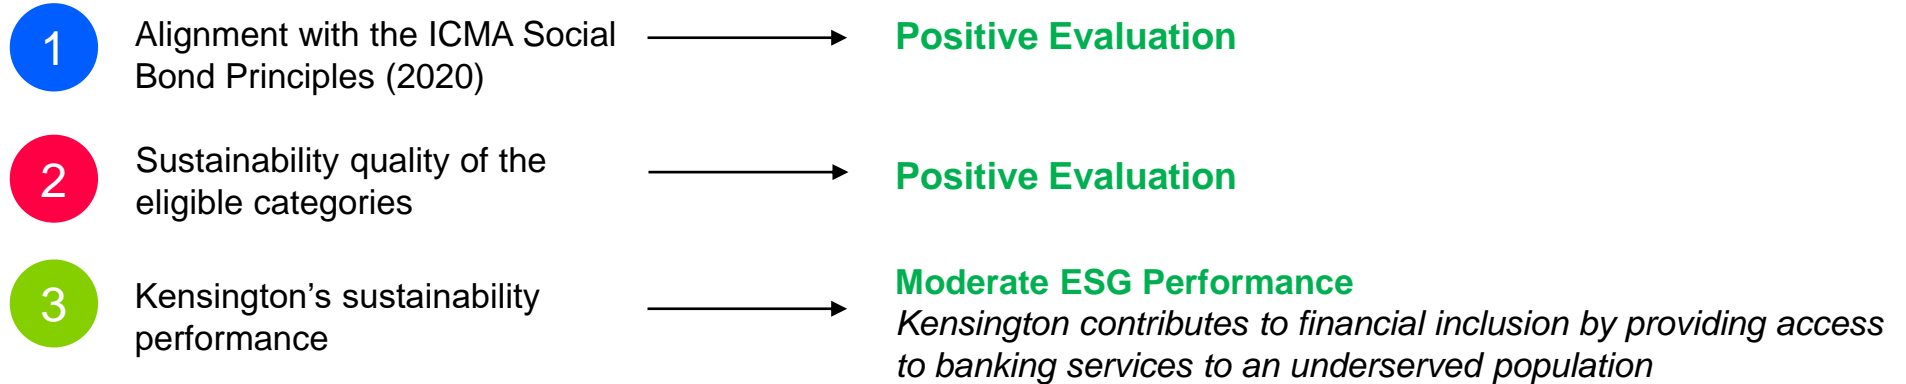 1
Alignment with the ICMA Social
Bond Principles (2020)
Positive Evaluation
2
Sustainability quality of the
eligible categories
Positive Evaluation
3
Kensington’s sustainability
performance
Moderate ESG Performance
Kensington contributes to financial inclusion by providing access
to banking services to an underserved population